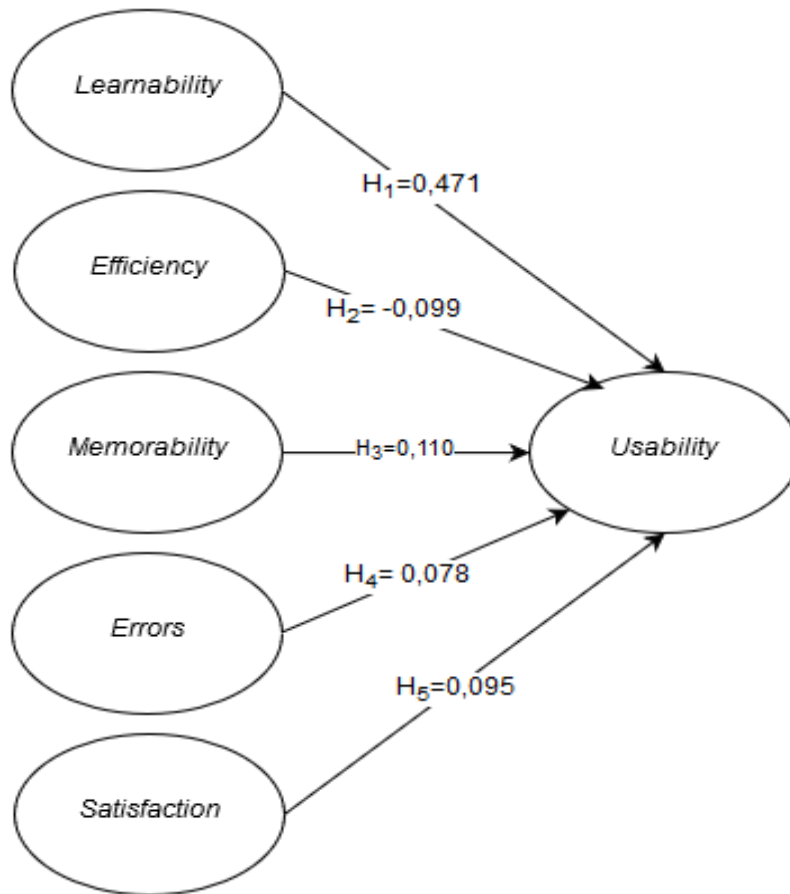 Learnability
H₁=0,471
Efficiency
H₂= -0,099
Memorability
H₃=0,110
Usability
H₄= 0,078
Errors
H₅=0,095
Satisfaction